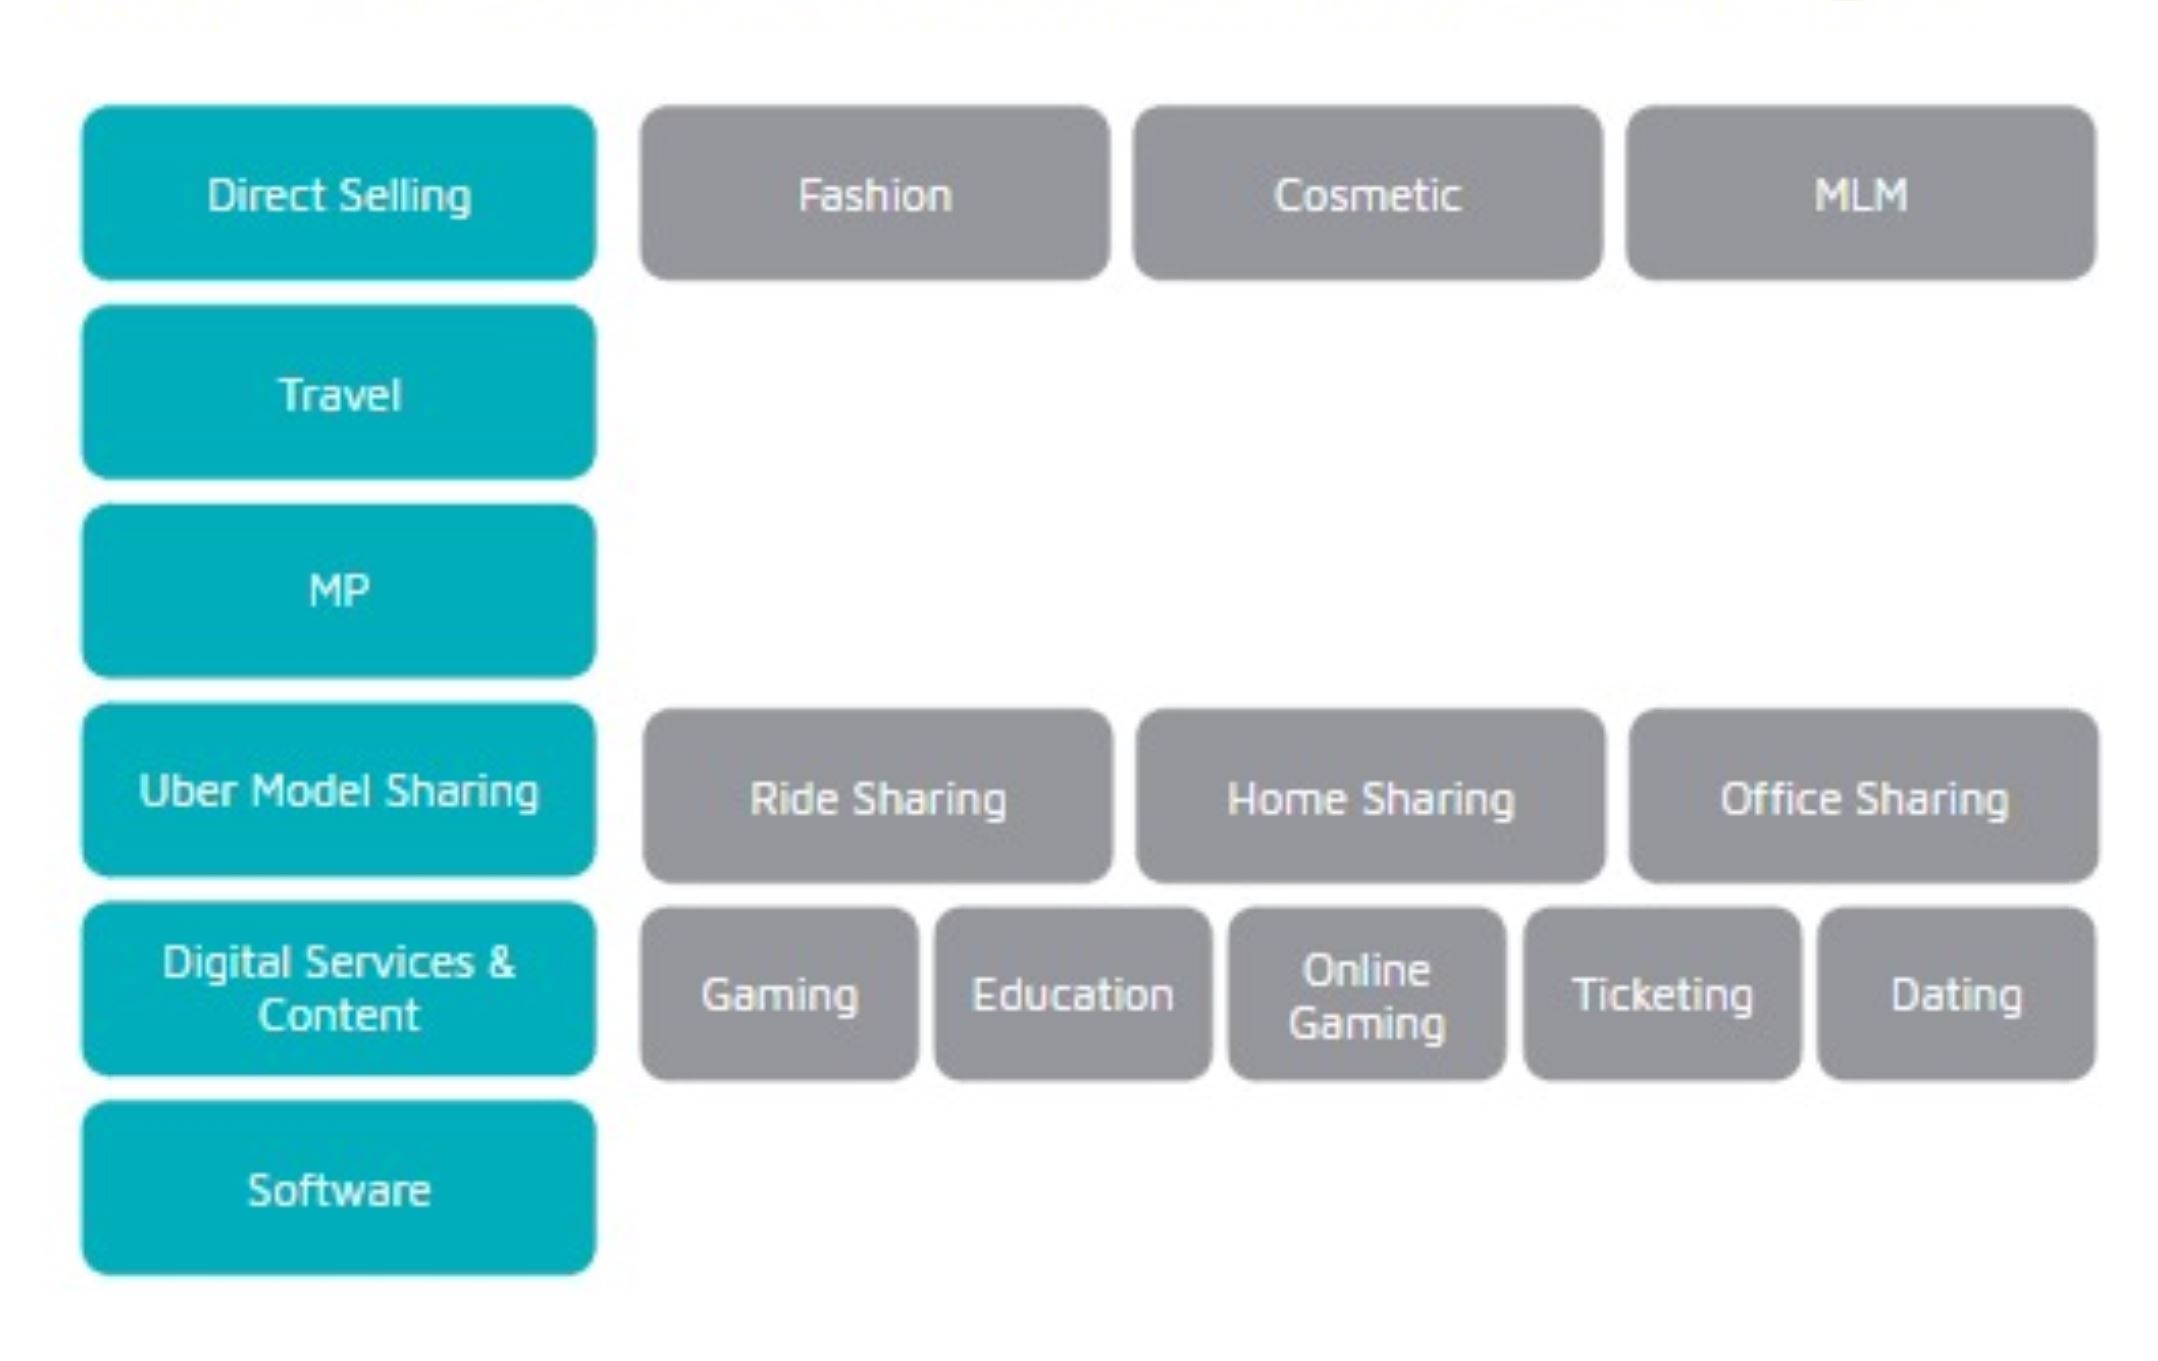 Direct Selling
Fashion
Cosmetic
MLM
Travel
MP
Uber Model Sharing
Ride Sharing
Home Sharing
Office Sharing
Digital Services &
Content
Gaming
Education
Online
Gaming
Ticketing
Dating
Software